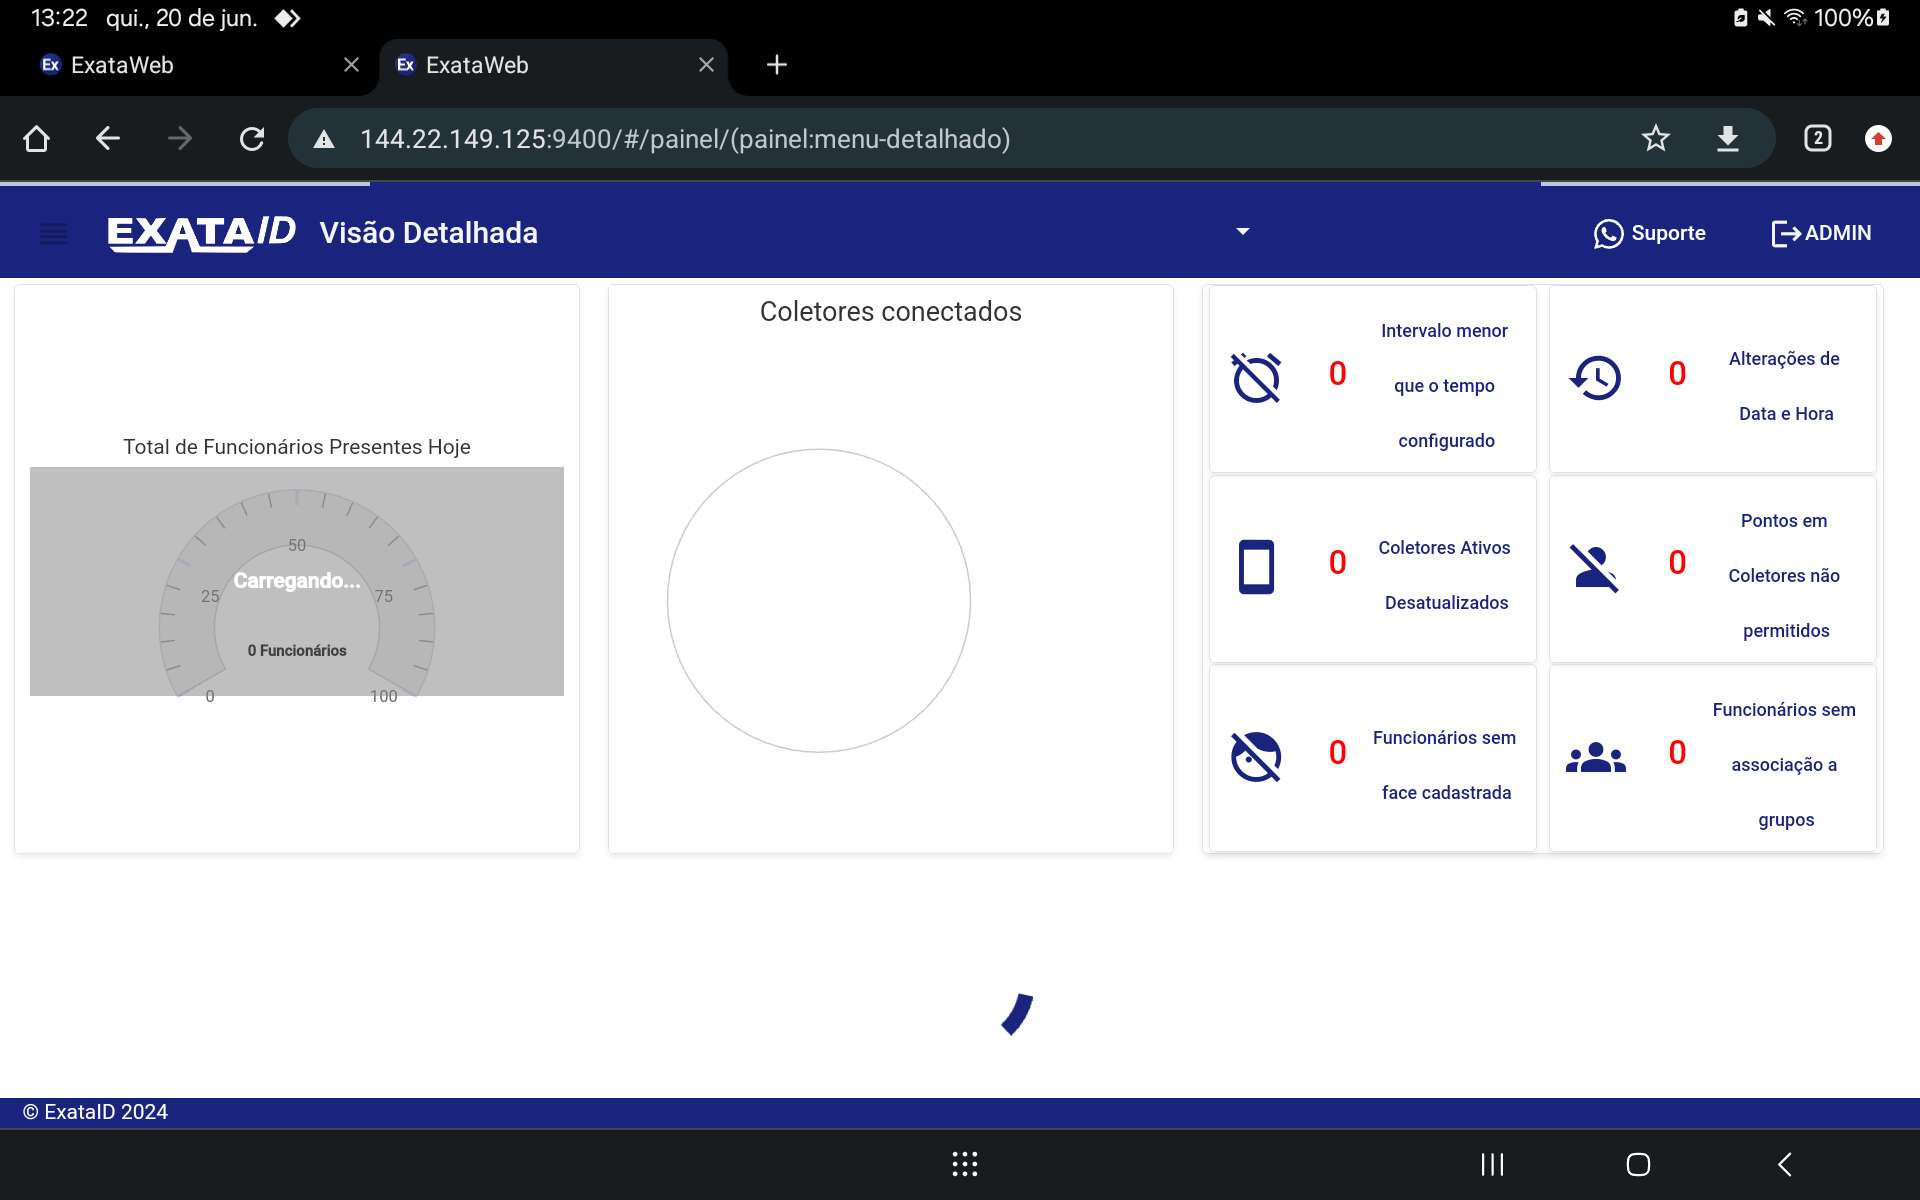 13:22 qui., 20 de jun.
100%
Ex ExataWeb
Ex ExataWeb
144.22.149.125:9400/#/painel/(painel:menu-detalhado)
2
EXATAID Visão Detalhada
Suporte
ADMIN
Total de Funcionários Presentes Hoje
50
Carregando...
25
75
0 Funcionários
0
100
Coletores conectados
0
Intervalo menor
que o tempo
configurado
0
Alterações de
Data e Hora
0
Coletores Ativos
Desatualizados
0
Pontos em
Coletores não
permitidos
0
Funcionários sem
face cadastrada
0
Funcionários sem
associação a
grupos
© ExataID 2024